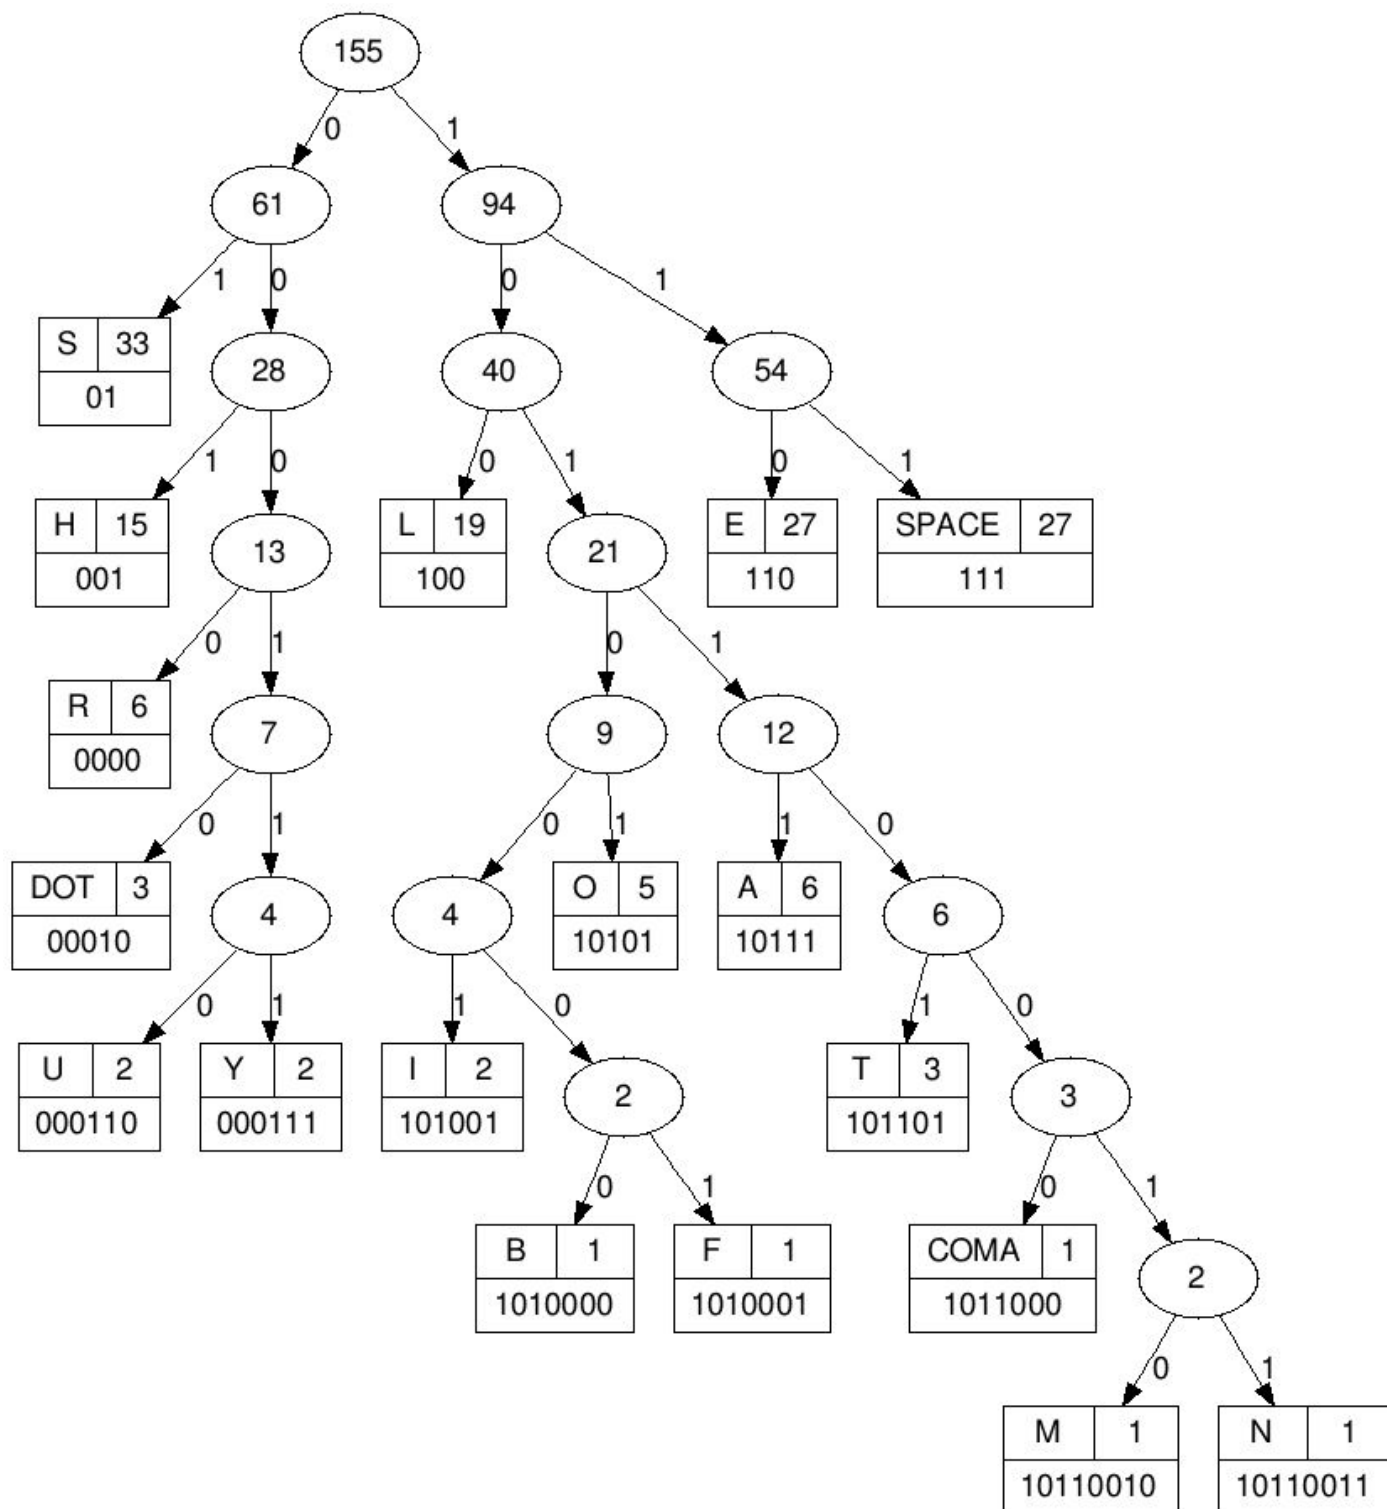 155
0 1
61 94
1 0 0 1
S 33 28 40 54
01
1 0 0 1 0 1
H 15 13 L 19 21 E 27 SPACE 27
001 100 110 111
0 1 0 1
R 6 7 9 12
0000
0 1 0 1 1 0
DOT 3 4 4 O 5 A 6 6
00010 10101 10111
0 1 1 0 1 0
U 2 Y 2 I 2 2 T 3 3
000110 000111 101001 101101
0 1 0 1
B 1 F 1 COMA 1 2
1010000 1010001 1011000
0 1
M 1 N 1
10110010 10110011